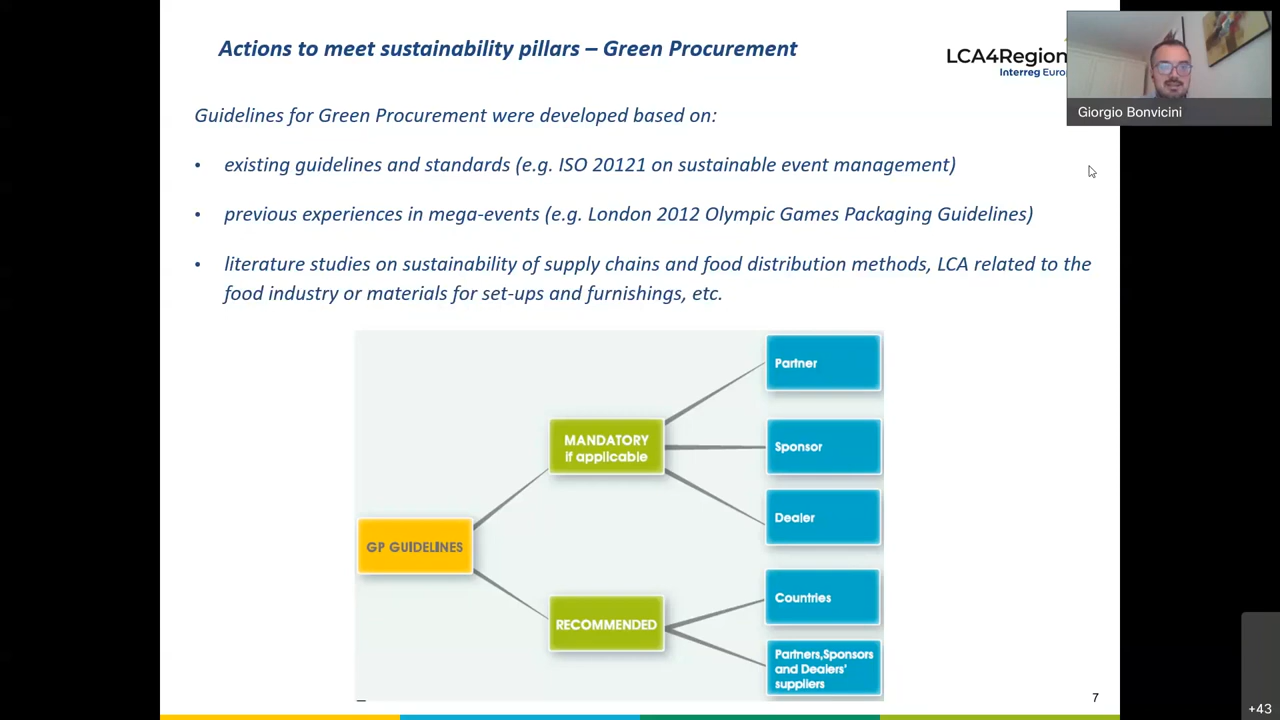 Actions to meet sustainability pillars – Green Procurement
LCA4Region
Interreg Euro
Giorgio Bonvicini
Guidelines for Green Procurement were developed based on:
• existing guidelines and standards (e.g. ISO 20121 on sustainable event management)
• previous experiences in mega-events (e.g. London 2012 Olympic Games Packaging Guidelines)
• literature studies on sustainability of supply chains and food distribution methods, LCA related to the
food industry or materials for set-ups and furnishings, etc.
Partner
MANDATORY
if applicable
Sponsor
Dealer
GP GUIDELINES
Countries
RECOMMENDED
Partners,Sponsors
and Dealers'
suppliers
7
+43